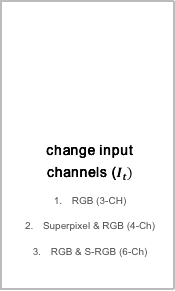 change input
channels (Iₜ)
1. RGB (3-CH)
2. Superpixel & RGB (4-Ch)
3. RGB & S-RGB (6-Ch)